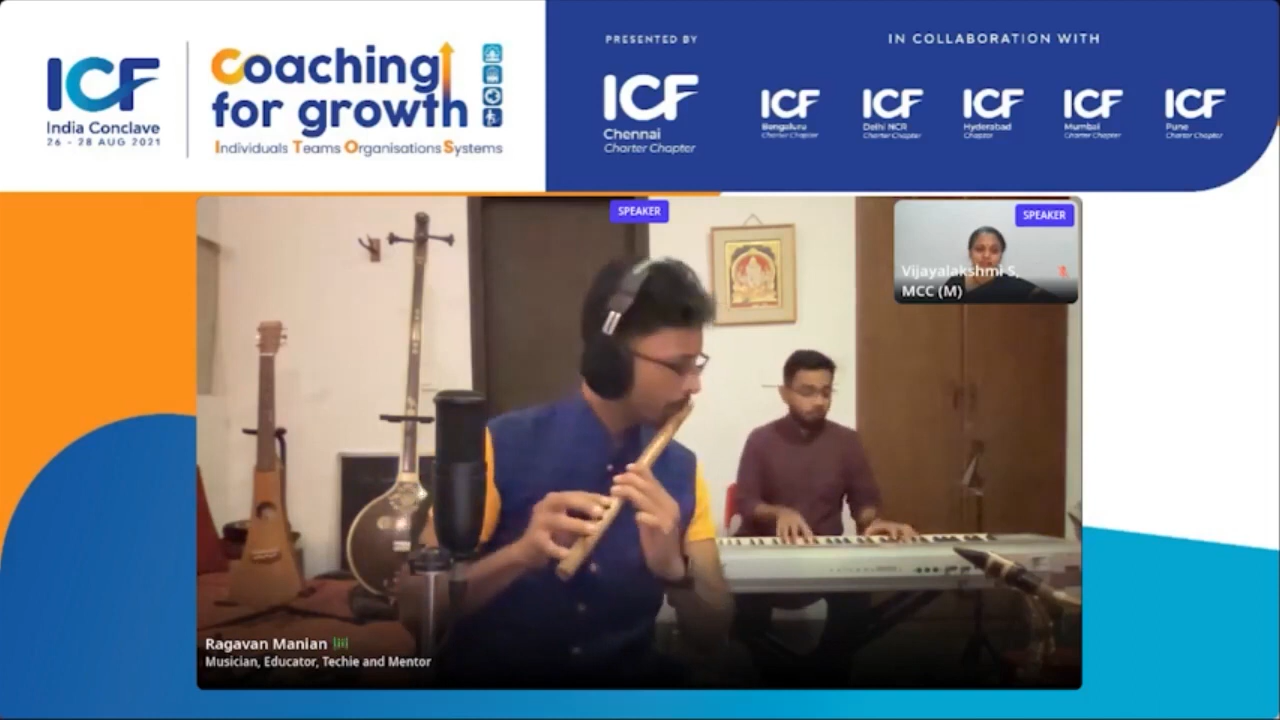 ICF
India Conclave
26 - 28 AUG 2021
Coaching
for growth
Individuals Teams Organisations Systems
PRESENTED BY
ICF
Chennai
Charter Chapter
IN COLLABORATION WITH
ICF
Bengaluru
Charter Chapter
ICF
Delhi NCR
Charter Chapter
ICF
Hyderabad
Chapter
ICF
Mumbai
Charter Chapter
ICF
Pune
Charter Chapter
SPEAKER
SPEAKER
Vijayalakshmi S,
MCC (M)
Ragavan Manian
Musician, Educator, Techie and Mentor